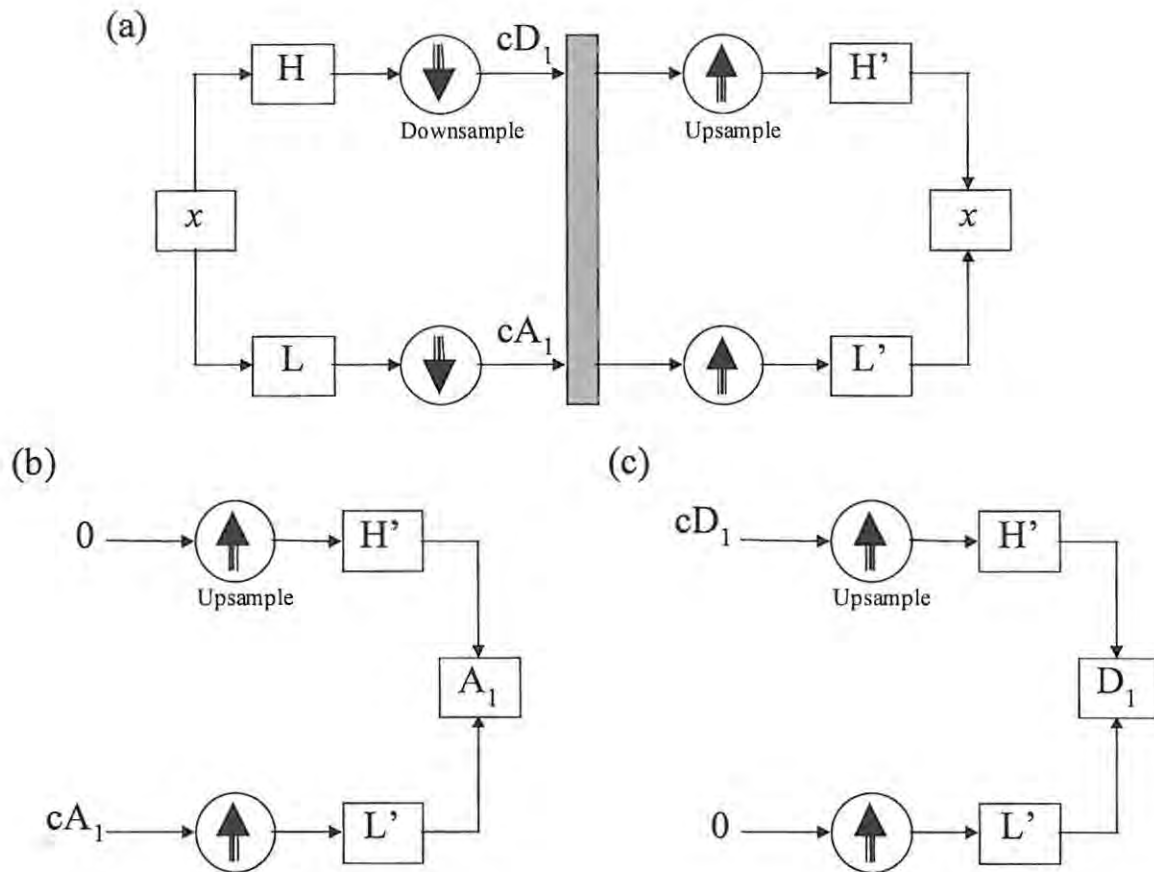 (a)
H
cD1
H’
Downsample
Upsample
x
x
L
cA1
L’
(b)
(c)
0
H’
Upsample
A1
cA1
L’
cD1
H’
Upsample
D1
0
L’